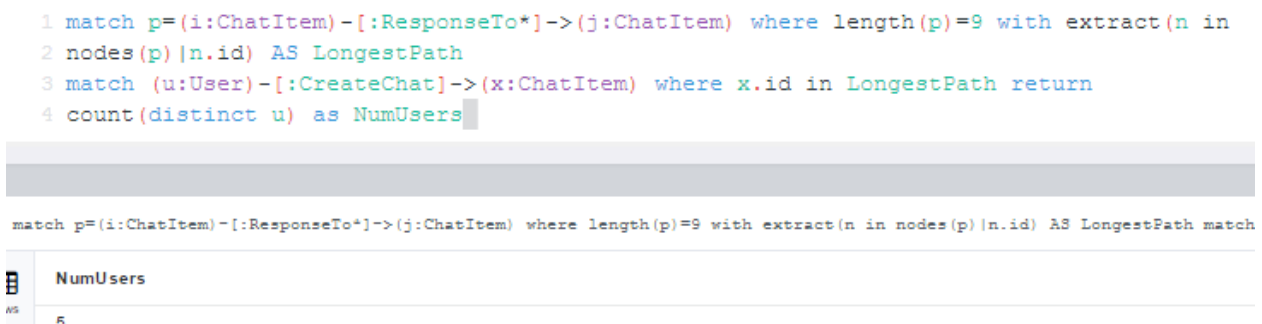 1 match p=(i:ChatItem)-[:ResponseTo*]->(j:ChatItem) where length(p)=9 with extract(n in
2 nodes(p)|n.id) AS LongestPath
3 match (u:User)-[:CreateChat]->(x:ChatItem) where x.id in LongestPath return
4 count(distinct u) as NumUsers
match p=(i:ChatItem)-[:ResponseTo*]->(j:ChatItem) where length(p)=9 with extract(n in nodes(p)|n.id) AS LongestPath match
NumUsers
5